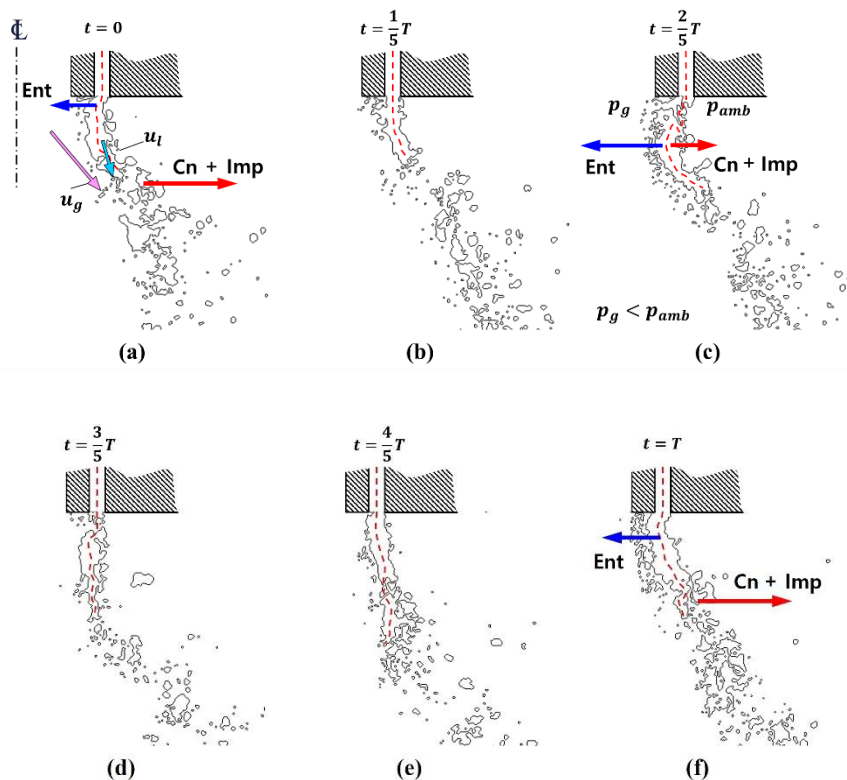 ℄
t = 0
Ent
u_l
Cn + Imp
u_g
(a)
t = 1/5 T
(b)
t = 2/5 T
p_g
p_amb
Ent
Cn + Imp
p_g < p_amb
(c)
t = 3/5 T
(d)
t = 4/5 T
(e)
t = T
Ent
Cn + Imp
(f)